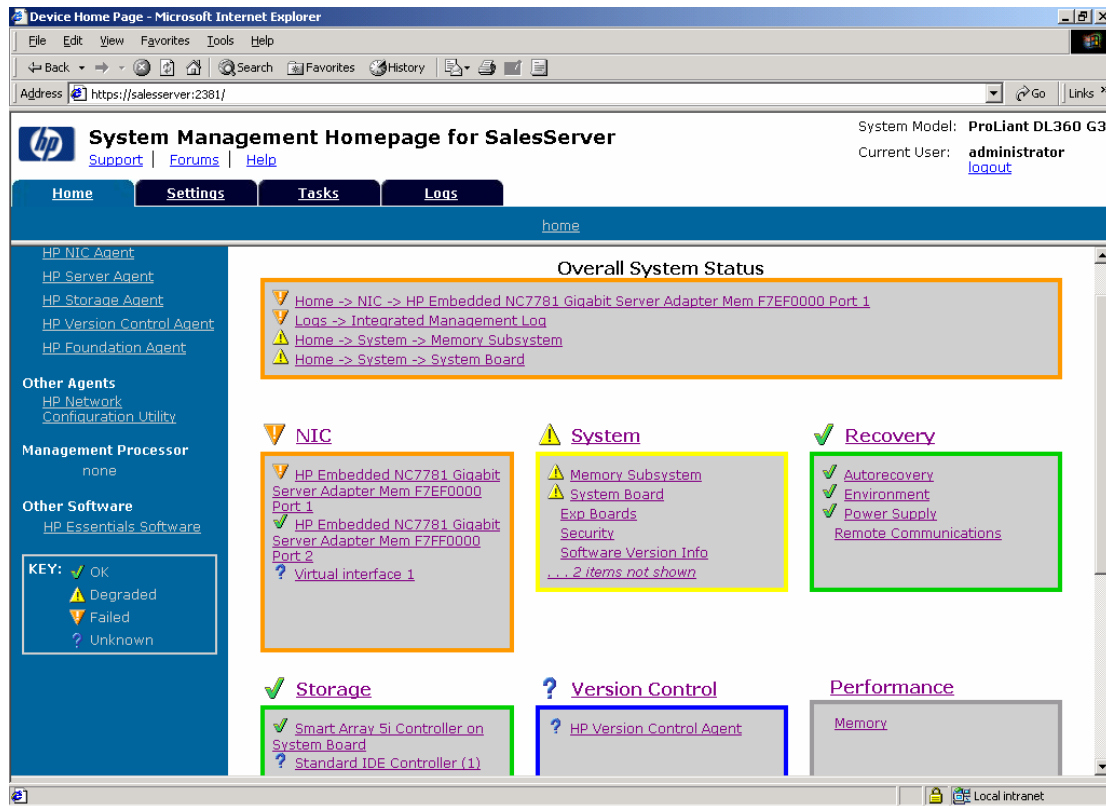 Device Home Page - Microsoft Internet Explorer
File Edit View Favorites Tools Help
Back Search Favorites History
Address https://salesserver:2381/ Go Links »
hp
System Management Homepage for SalesServer
Support | Forums | Help
System Model: ProLiant DL360 G3
Current User: administrator
logout
Home Settings Tasks Logs
home
HP NIC Agent
HP Server Agent
HP Storage Agent
HP Version Control Agent
HP Foundation Agent
Other Agents
HP Network
Configuration Utility
Management Processor
none
Other Software
HP Essentials Software
KEY: OK
Degraded
Failed
? Unknown
Overall System Status
Home -> NIC -> HP Embedded NC7781 Gigabit Server Adapter Mem F7EF0000 Port 1
Logs -> Integrated Management Log
Home -> System -> Memory Subsystem
Home -> System -> System Board
NIC
HP Embedded NC7781 Gigabit
Server Adapter Mem F7EF0000
Port 1
HP Embedded NC7781 Gigabit
Server Adapter Mem F7FF0000
Port 2
? Virtual interface 1
System
Memory Subsystem
System Board
Exp Boards
Security
Software Version Info
. . . 2 items not shown
Recovery
Autorecovery
Environment
Power Supply
Remote Communications
Storage
Smart Array 5i Controller on
System Board
? Standard IDE Controller (1)
? Version Control
? HP Version Control Agent
Performance
Memory
Local intranet